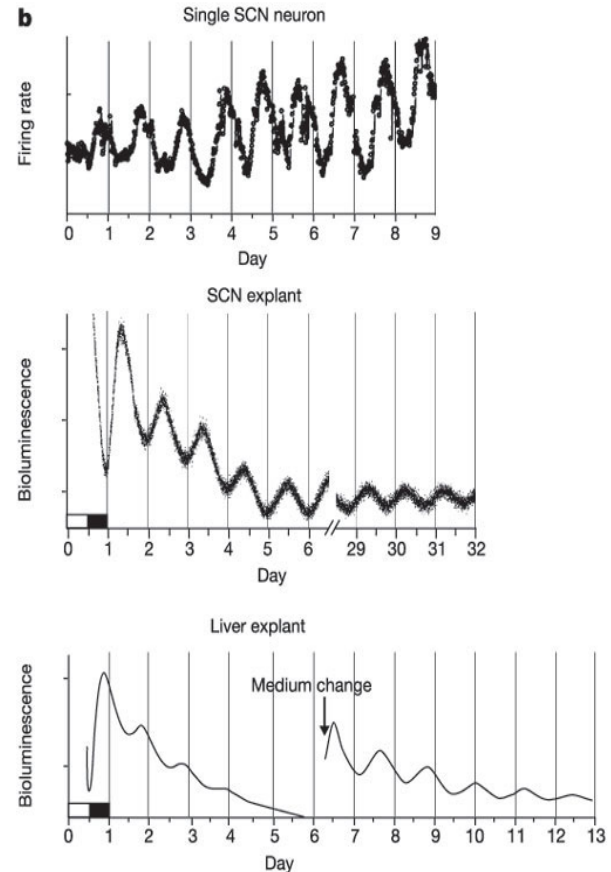 b
Single SCN neuron
Firing rate
0 1 2 3 4 5 6 7 8 9
Day
SCN explant
Bioluminescence
0 1 2 3 4 5 6 // 29 30 31 32
Day
Liver explant
Medium change
Bioluminescence
0 1 2 3 4 5 6 7 8 9 10 11 12 13
Day